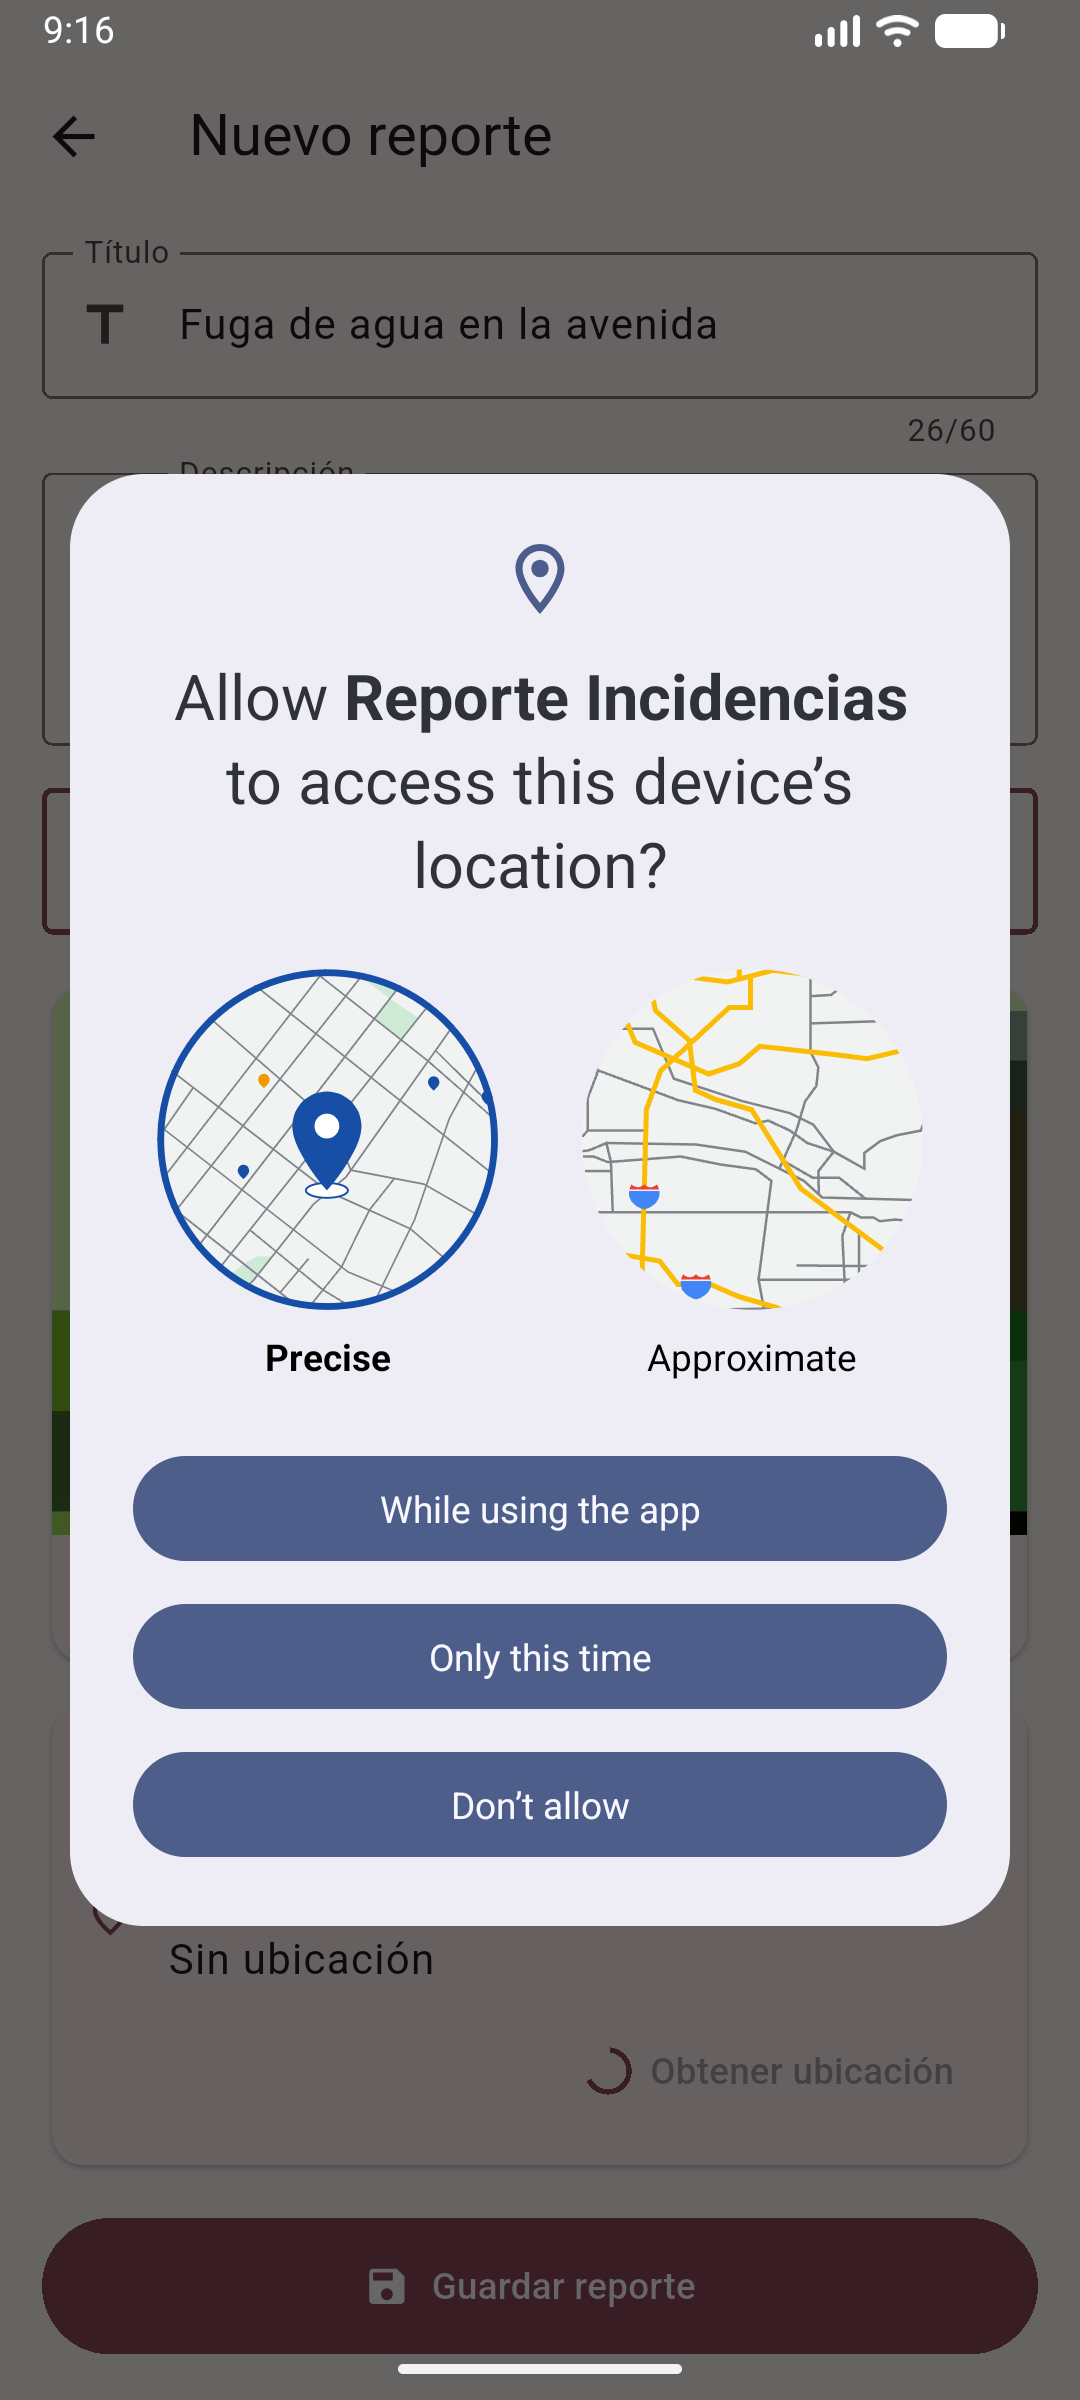 9:16
Nuevo reporte
Título
Fuga de agua en la avenida
26/60
Descripción
Allow Reporte Incidencias
to access this device’s
location?
Precise
Approximate
While using the app
Only this time
Don’t allow
Sin ubicación
Obtener ubicación
Guardar reporte